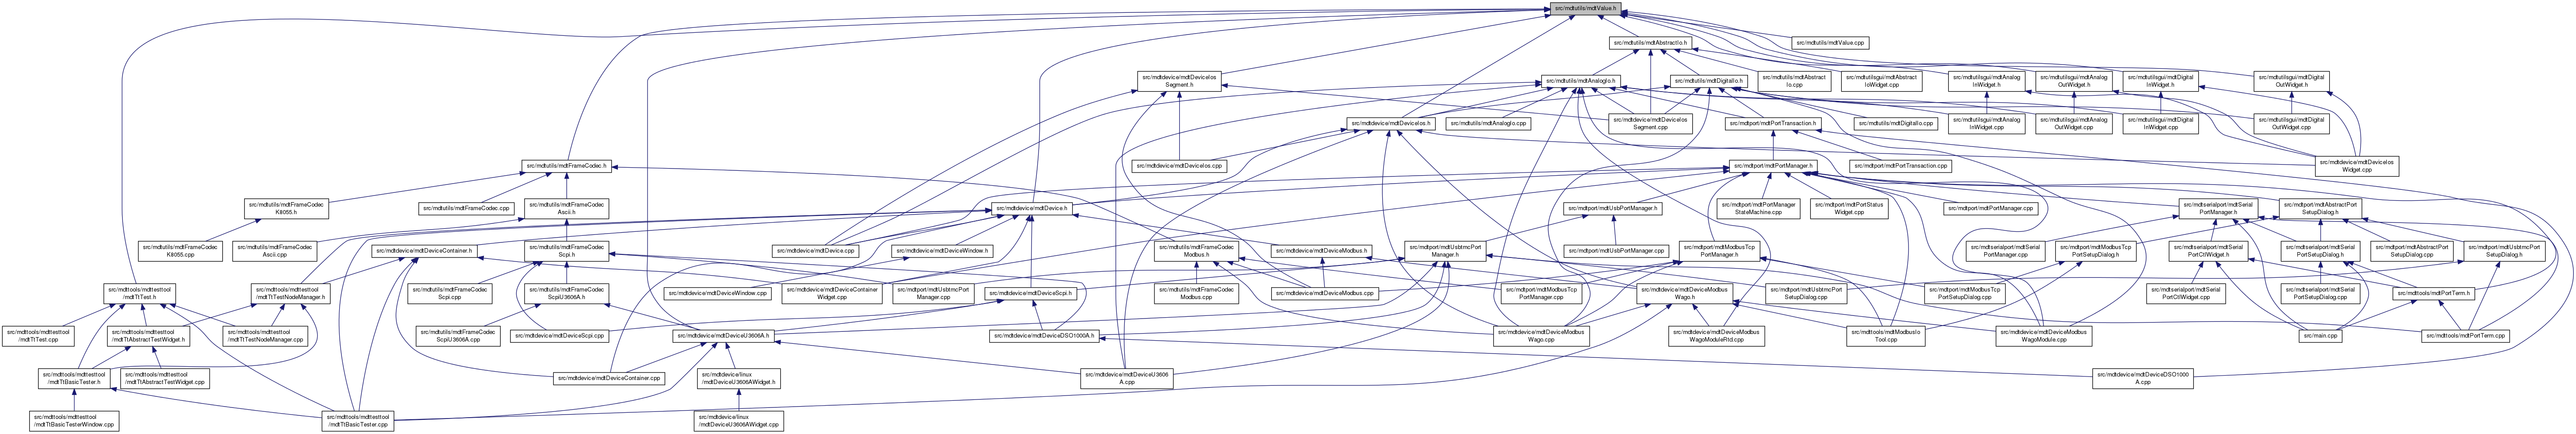 src/mdtutils/mdtValue.h
src/mdtutils/mdtAbstractIo.h
src/mdtutils/mdtValue.cpp
src/mdtdevice/mdtDeviceIos
Segment.h
src/mdtutils/mdtAnalogIo.h
src/mdtutils/mdtDigitalIo.h
src/mdtutils/mdtAbstract
Io.cpp
src/mdtutilsgui/mdtAbstract
IoWidget.cpp
src/mdtutilsgui/mdtAnalog
InWidget.h
src/mdtutilsgui/mdtAnalog
OutWidget.h
src/mdtutilsgui/mdtDigital
InWidget.h
src/mdtutilsgui/mdtDigital
OutWidget.h
src/mdtdevice/mdtDeviceIos.h
src/mdtutils/mdtAnalogIo.cpp
src/mdtdevice/mdtDeviceIos
Segment.cpp
src/mdtport/mdtPortTransaction.h
src/mdtutils/mdtDigitalIo.cpp
src/mdtutilsgui/mdtAnalog
InWidget.cpp
src/mdtutilsgui/mdtAnalog
OutWidget.cpp
src/mdtutilsgui/mdtDigital
InWidget.cpp
src/mdtutilsgui/mdtDigital
OutWidget.cpp
src/mdtutils/mdtFrameCodec.h
src/mdtdevice/mdtDeviceIos.cpp
src/mdtport/mdtPortManager.h
src/mdtport/mdtPortTransaction.cpp
src/mdtdevice/mdtDeviceIos
Widget.cpp
src/mdtutils/mdtFrameCodec
K8055.h
src/mdtutils/mdtFrameCodec.cpp
src/mdtutils/mdtFrameCodec
Ascii.h
src/mdtdevice/mdtDevice.h
src/mdtport/mdtUsbPortManager.h
src/mdtport/mdtPortManager
StateMachine.cpp
src/mdtport/mdtPortStatus
Widget.cpp
src/mdtport/mdtPortManager.cpp
src/mdtserialport/mdtSerial
PortManager.h
src/mdtport/mdtAbstractPort
SetupDialog.h
src/mdtutils/mdtFrameCodec
K8055.cpp
src/mdtutils/mdtFrameCodec
Ascii.cpp
src/mdtdevice/mdtDeviceContainer.h
src/mdtutils/mdtFrameCodec
Scpi.h
src/mdtdevice/mdtDevice.cpp
src/mdtdevice/mdtDeviceWindow.h
src/mdtutils/mdtFrameCodec
Modbus.h
src/mdtdevice/mdtDeviceModbus.h
src/mdtport/mdtUsbtmcPort
Manager.h
src/mdtport/mdtUsbPortManager.cpp
src/mdtport/mdtModbusTcp
PortManager.h
src/mdtserialport/mdtSerial
PortManager.cpp
src/mdtport/mdtModbusTcp
PortSetupDialog.h
src/mdtserialport/mdtSerial
PortCtlWidget.h
src/mdtserialport/mdtSerial
PortSetupDialog.h
src/mdtport/mdtAbstractPort
SetupDialog.cpp
src/mdtport/mdtUsbtmcPort
SetupDialog.h
src/mdttools/mdttesttool
/mdtTtTest.h
src/mdttools/mdttesttool
/mdtTtTestNodeManager.h
src/mdtutils/mdtFrameCodec
Scpi.cpp
src/mdtutils/mdtFrameCodec
ScpiU3606A.h
src/mdtdevice/mdtDeviceWindow.cpp
src/mdtdevice/mdtDeviceContainer
Widget.cpp
src/mdtport/mdtUsbtmcPort
Manager.cpp
src/mdtdevice/mdtDeviceScpi.h
src/mdtutils/mdtFrameCodec
Modbus.cpp
src/mdtdevice/mdtDeviceModbus.cpp
src/mdtport/mdtModbusTcp
PortManager.cpp
src/mdtdevice/mdtDeviceModbus
Wago.h
src/mdtport/mdtUsbtmcPort
SetupDialog.cpp
src/mdtport/mdtModbusTcp
PortSetupDialog.cpp
src/mdtserialport/mdtSerial
PortCtlWidget.cpp
src/mdtserialport/mdtSerial
PortSetupDialog.cpp
src/mdttools/mdtPortTerm.h
src/mdttools/mdttesttool
/mdtTtTest.cpp
src/mdttools/mdttesttool
/mdtTtAbstractTestWidget.h
src/mdttools/mdttesttool
/mdtTtTestNodeManager.cpp
src/mdtutils/mdtFrameCodec
ScpiU3606A.cpp
src/mdtdevice/mdtDeviceScpi.cpp
src/mdtdevice/mdtDeviceU3606A.h
src/mdtdevice/mdtDeviceDSO1000A.h
src/mdtdevice/mdtDeviceModbus
Wago.cpp
src/mdtdevice/mdtDeviceModbus
WagoModuleRtd.cpp
src/mdttools/mdtModbusIo
Tool.cpp
src/mdtdevice/mdtDeviceModbus
WagoModule.cpp
src/main.cpp
src/mdttools/mdtPortTerm.cpp
src/mdttools/mdttesttool
/mdtTtBasicTester.h
src/mdttools/mdttesttool
/mdtTtAbstractTestWidget.cpp
src/mdtdevice/mdtDeviceContainer.cpp
src/mdtdevice/linux
/mdtDeviceU3606AWidget.h
src/mdtdevice/mdtDeviceU3606
A.cpp
src/mdtdevice/mdtDeviceDSO1000
A.cpp
src/mdttools/mdttesttool
/mdtTtBasicTesterWindow.cpp
src/mdttools/mdttesttool
/mdtTtBasicTester.cpp
src/mdtdevice/linux
/mdtDeviceU3606AWidget.cpp